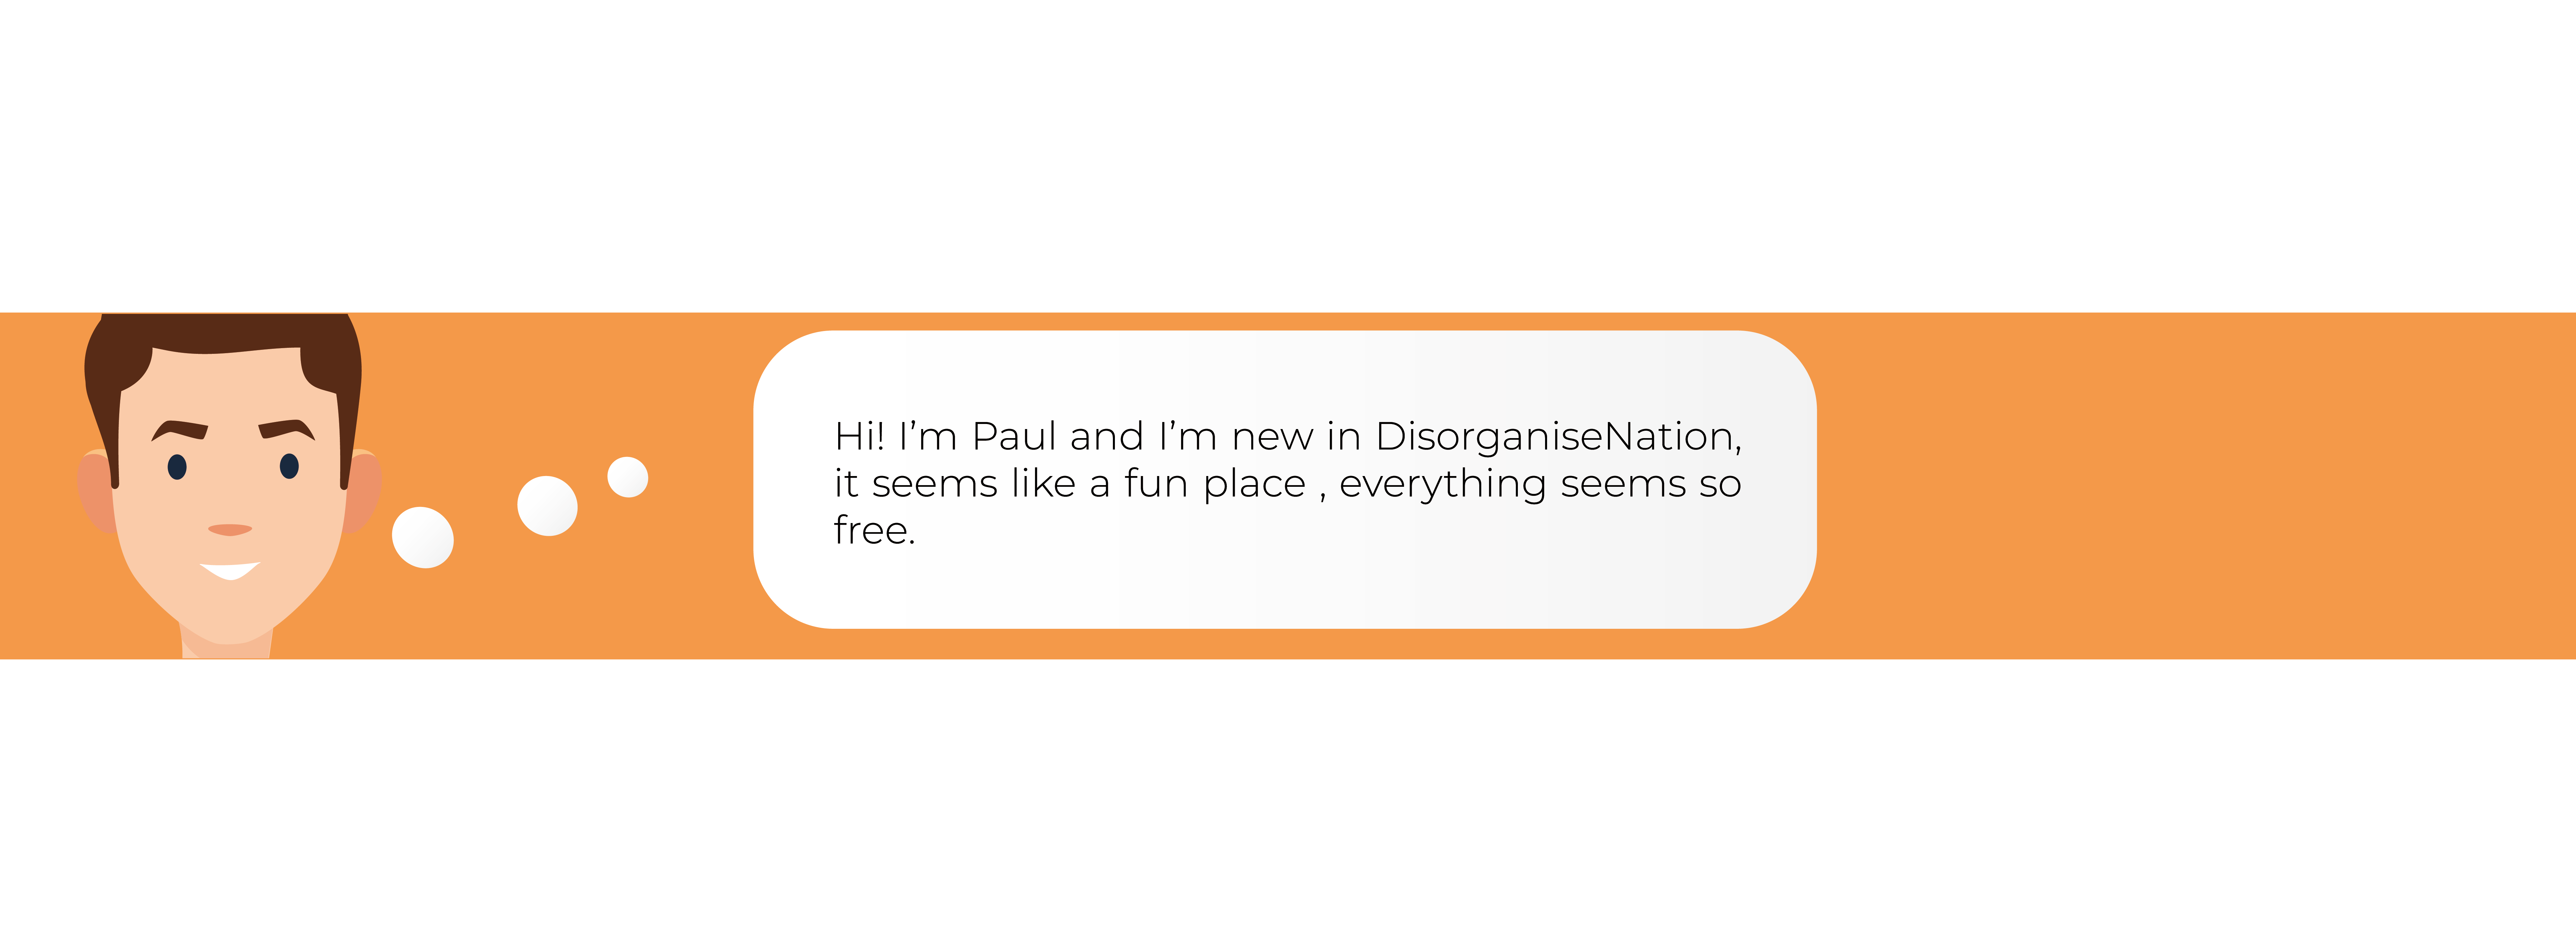 Hi! I’m Paul and I’m new in DisorganiseNation,
it seems like a fun place , everything seems so
free.